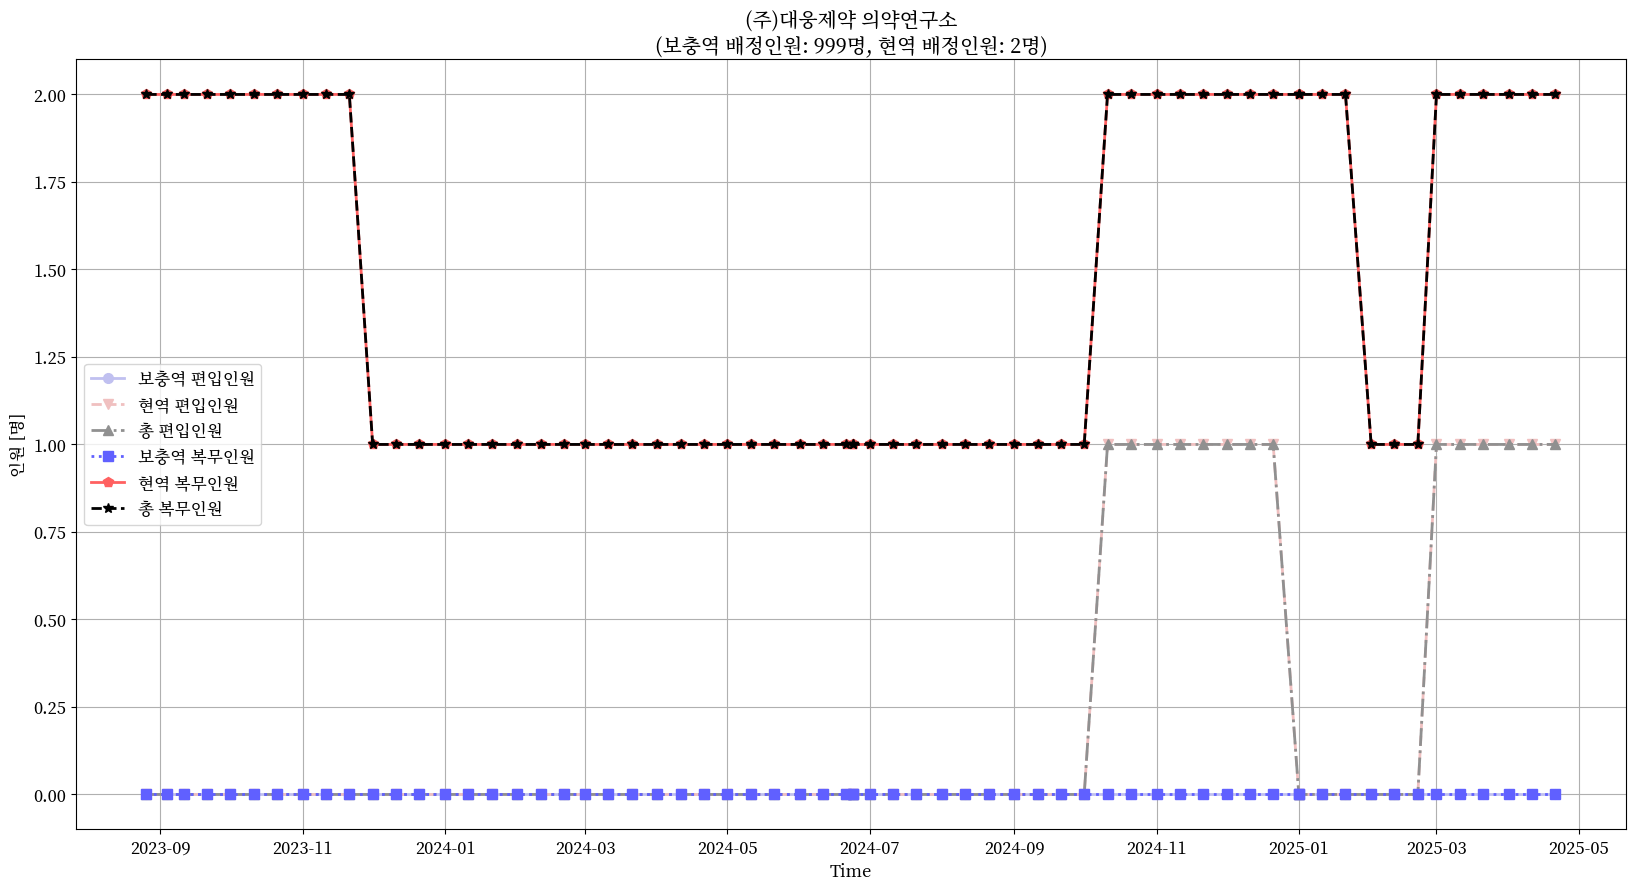 (주)대웅제약 의약연구소
(보충역 배정인원: 999명, 현역 배정인원: 2명)
인원 [명]
2.00
1.75
1.50
1.25
1.00
0.75
0.50
0.25
0.00
보충역 편입인원
현역 편입인원
총 편입인원
보충역 복무인원
현역 복무인원
총 복무인원
2023-09 2023-11 2024-01 2024-03 2024-05 2024-07 2024-09 2024-11 2025-01 2025-03 2025-05
Time